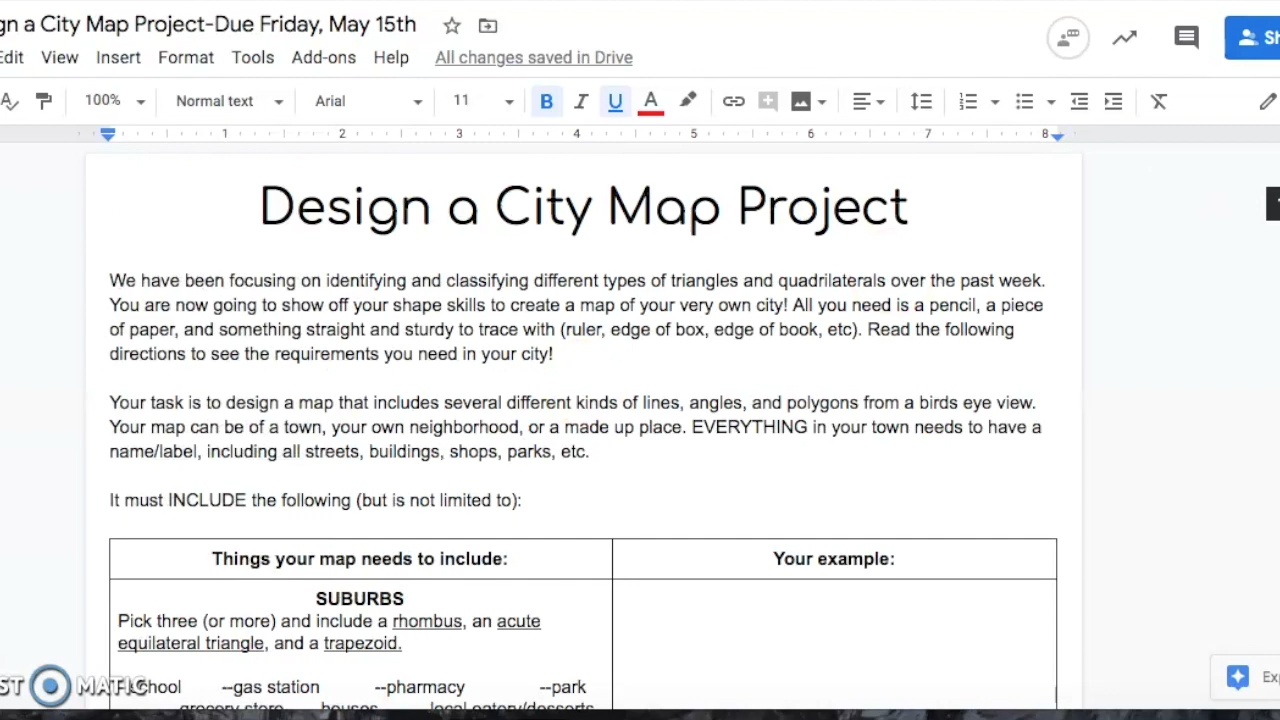 gn a City Map Project-Due Friday, May 15th
Edit View Insert Format Tools Add-ons Help All changes saved in Drive
100% Normal text Arial 11 B I U A
1 2 3 4 5 6 7 8
Design a City Map Project
We have been focusing on identifying and classifying different types of triangles and quadrilaterals over the past week.
You are now going to show off your shape skills to create a map of your very own city! All you need is a pencil, a piece
of paper, and something straight and sturdy to trace with (ruler, edge of box, edge of book, etc). Read the following
directions to see the requirements you need in your city!
Your task is to design a map that includes several different kinds of lines, angles, and polygons from a birds eye view.
Your map can be of a town, your own neighborhood, or a made up place. EVERYTHING in your town needs to have a
name/label, including all streets, buildings, shops, parks, etc.
It must INCLUDE the following (but is not limited to):
Things your map needs to include: Your example:
SUBURBS
Pick three (or more) and include a rhombus, an acute
equilateral triangle, and a trapezoid.
school --gas station --pharmacy --park
grocery store houses local eatery/desserts
ST MATIC